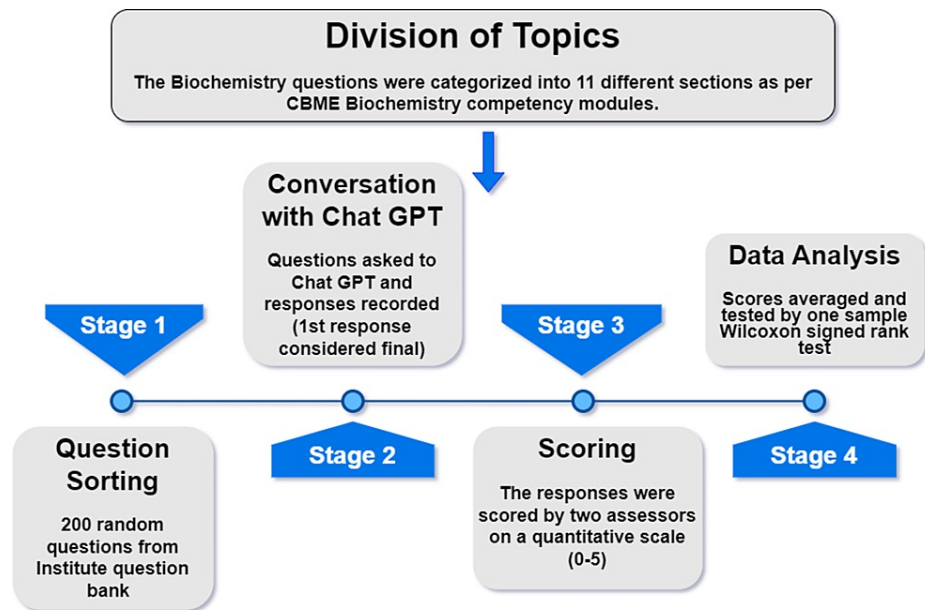 Division of Topics
The Biochemistry questions were categorized into 11 different sections as per
CBME Biochemistry competency modules.
Stage 1
Question
Sorting
200 random
questions from
Institute question
bank
Conversation
with Chat GPT
Questions asked to
Chat GPT and
responses recorded
(1st response
considered final)
Stage 2
Stage 3
Scoring
The responses were
scored by two assessors
on a quantitative scale
(0-5)
Data Analysis
Scores averaged and
tested by one sample
Wilcoxon signed rank
test
Stage 4